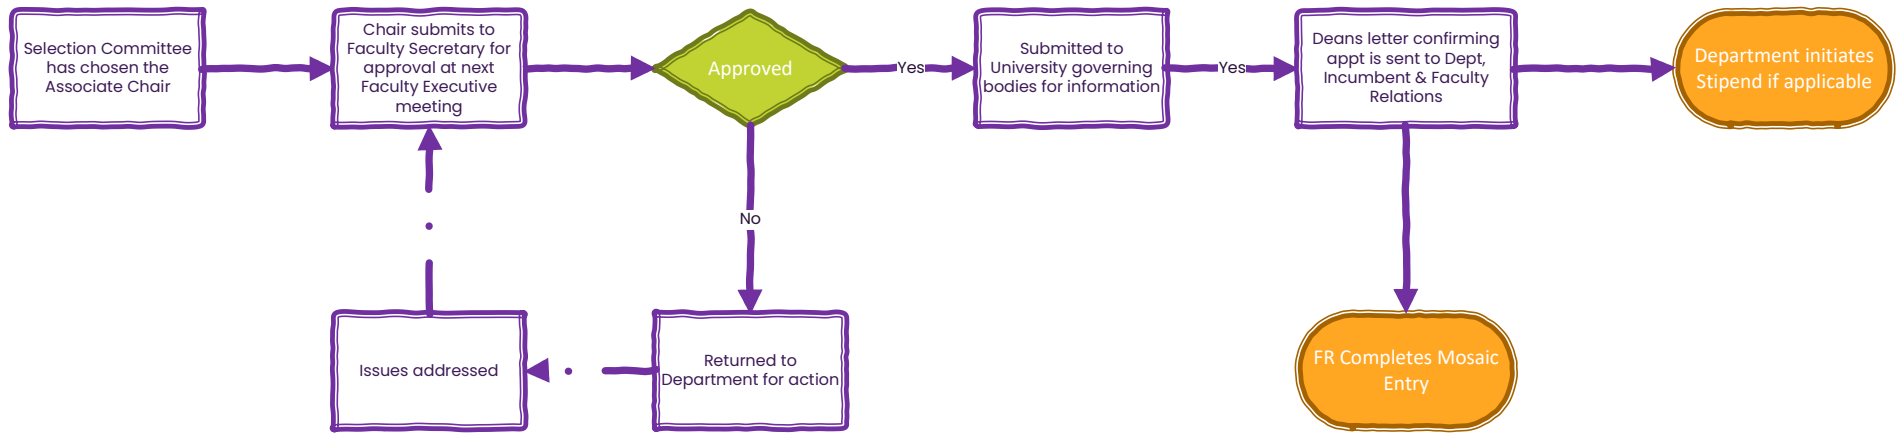 Selection Committee
has chosen the
Associate Chair
Chair submits to
Faculty Secretary for
approval at next
Faculty Executive
meeting
Approved
Yes
Submitted to
University governing
bodies for information
Yes
Deans letter confirming
appt is sent to Dept,
Incumbent & Faculty
Relations
Department initiates
Stipend if applicable
No
Issues addressed
Returned to
Department for action
FR Completes Mosaic
Entry